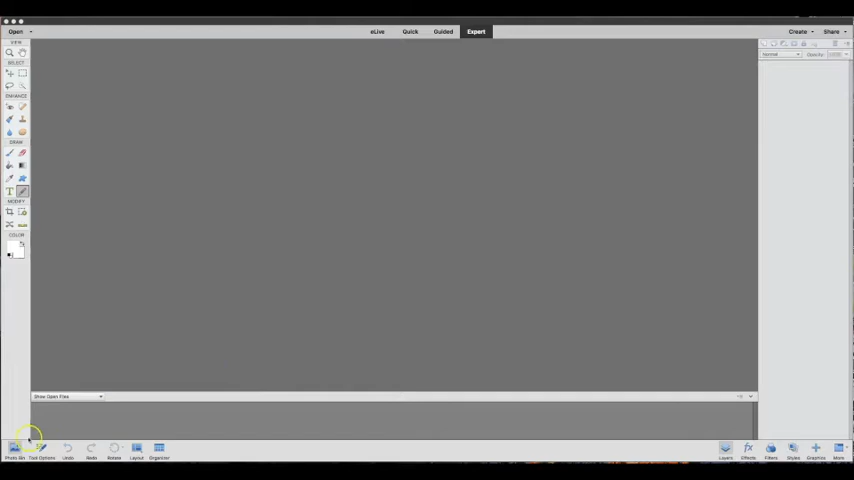 Open eLive Quick Guided Expert Create Share
VIEW
Normal Opacity:
SELECT
ENHANCE
DRAW
T
MODIFY
COLOR
Show Open Files
Photo Bin Tool Options Undo Redo Rotate Layout Organizer Layers Effects Filters Styles Graphics More